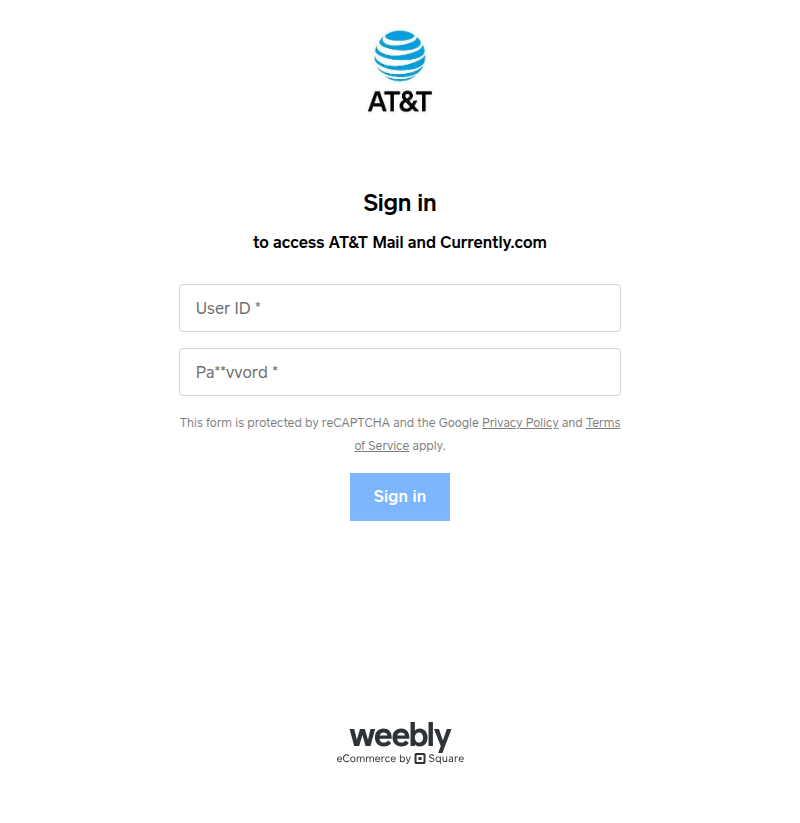 AT&T
Sign in
to access AT&T Mail and Currently.com
User ID *
Pa**vvord *
This form is protected by reCAPTCHA and the Google Privacy Policy and Terms
of Service apply.
Sign in
weebly
eCommerce by Square